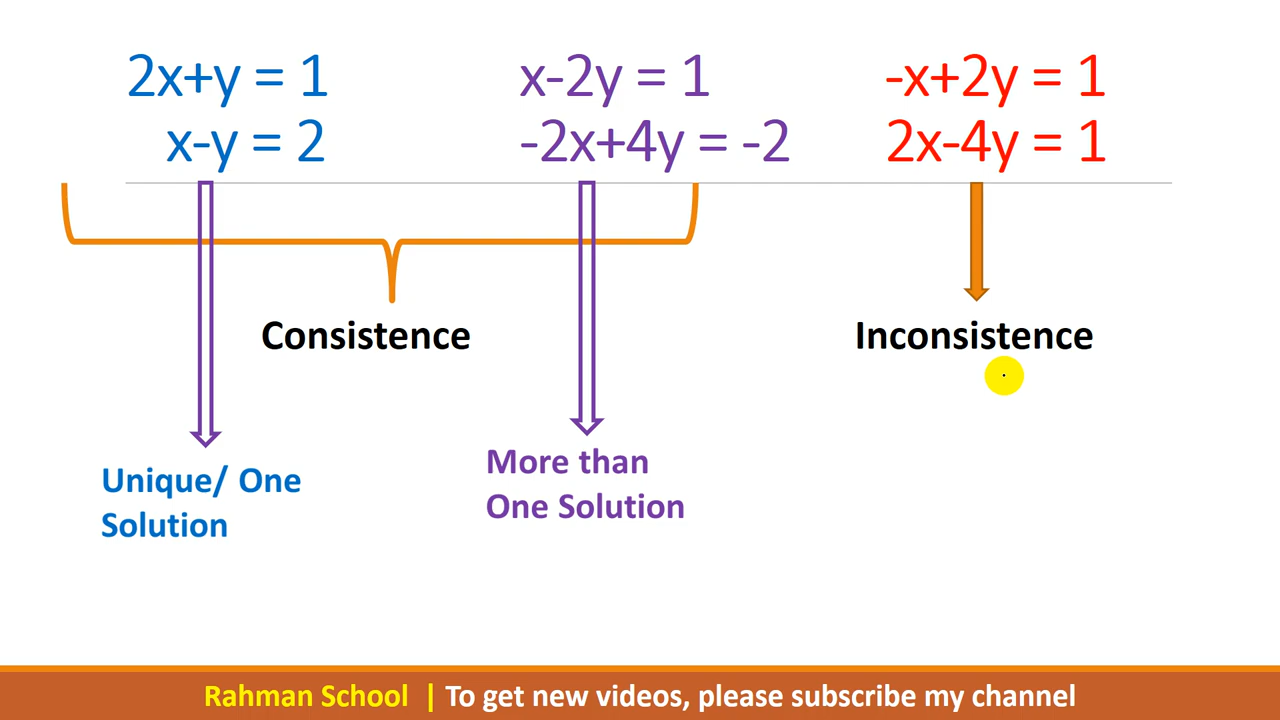 2x+y = 1
x-y = 2
x-2y = 1
-2x+4y = -2
-x+2y = 1
2x-4y = 1
Consistence
Inconsistence
Unique/ One
Solution
More than
One Solution
Rahman School | To get new videos, please subscribe my channel